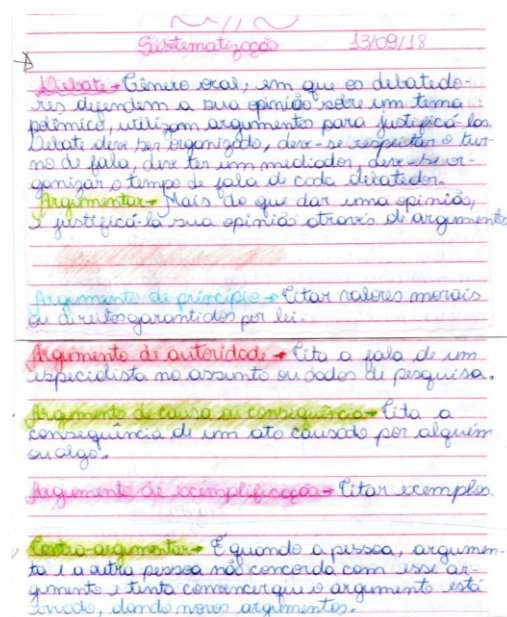 Sistematização 13/09/18
Debate → Gênero oral, em que os debatedo-
res defendem a sua opinião sobre um tema
polêmico, utilizam argumentos para justificá-los.
Debate deve ser organizado, deve-se respeitar o tur-
no de fala, deve ter um mediador, deve-se or-
ganizar o tempo de fala de cada debatedor.
Argumentar → Mais do que dar uma opinião,
é justificá-la sua opinião através de argumentos
Argumento de princípio → Citar valores morais
ou direitos garantidos por lei.
Argumento de autoridade → Cita a fala de um
especialista no assunto ou dados de pesquisa.
Argumento de causa ou consequência → Cita a
consequência de um ato causado por alguém
ou algo.
Argumento de exemplificação → Citar exemplos
Contra-argumentar → É quando a pessoa, argumen-
ta e a outra pessoa não concorda com esse ar-
gumento e tenta convencer que o argumento está
errado, dando novos argumentos.